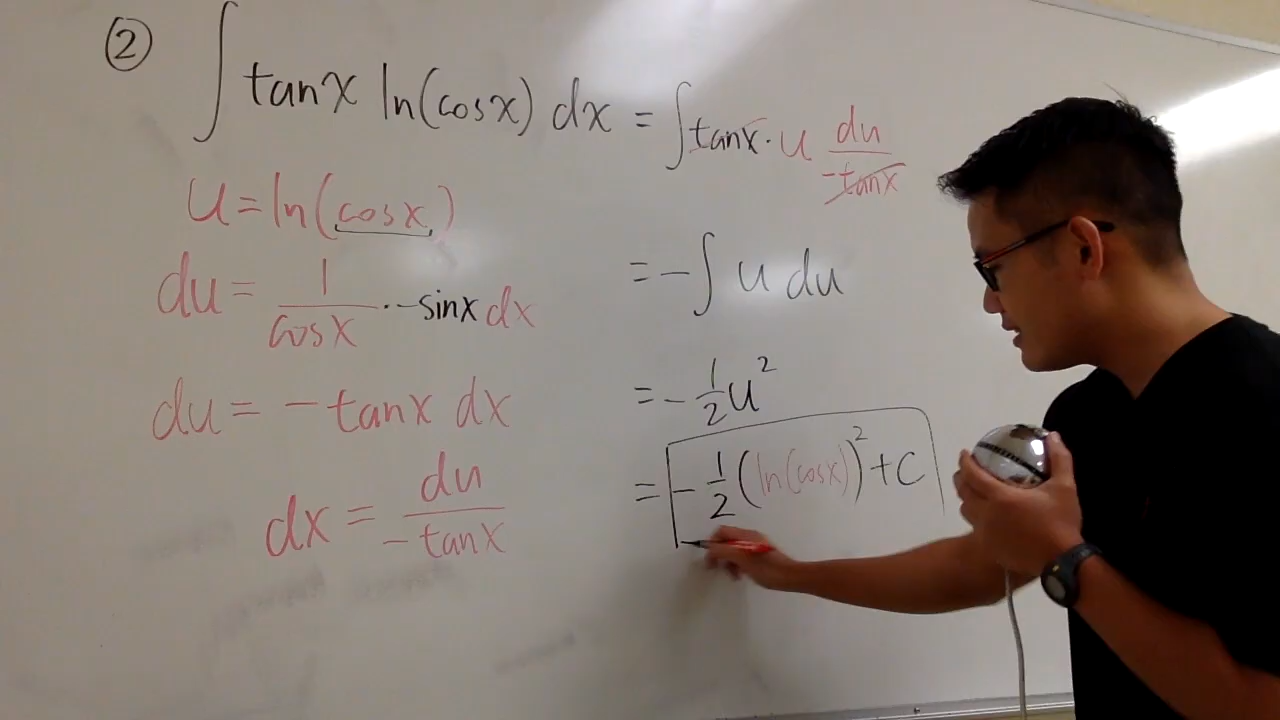 ② ∫ tanx ln(cosx) dx = ∫ tanx · u du/-tanx
u = ln(cosx)
du = 1/cosx · -sinx dx
du = -tanx dx
dx = du/-tanx
= - ∫ u du
= - 1/2 u²
= - 1/2 (ln(cosx))² + C